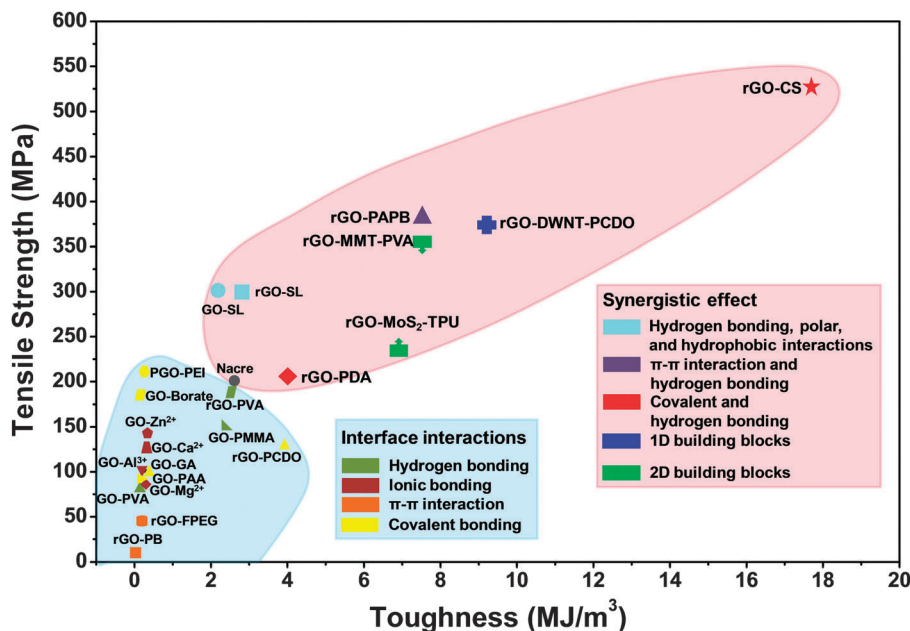 600
550
500
450
400
350
300
250
200
150
100
50
0
Tensile Strength (MPa)
rGO-CS
rGO-PAPB
rGO-DWNT-PCDO
rGO-MMT-PVA
rGO-SL
GO-SL
rGO-MoS₂-TPU
Nacre
rGO-PDA
PGO-PEI
GO-Borate
rGO-PVA
GO-Zn²⁺
GO-PMMA
GO-Ca²⁺
rGO-PCDO
GO-Al³⁺
GO-GA
GO-PAA
GO-Mg²⁺
GO-PVA
rGO-FPEG
rGO-PB
Interface interactions
Hydrogen bonding
Ionic bonding
π-π interaction
Covalent bonding
Synergistic effect
Hydrogen bonding, polar,
and hydrophobic interactions
π-π interaction and
hydrogen bonding
Covalent and
hydrogen bonding
1D building blocks
2D building blocks
0 2 4 6 8 10 12 14 16 18 20
Toughness (MJ/m³)